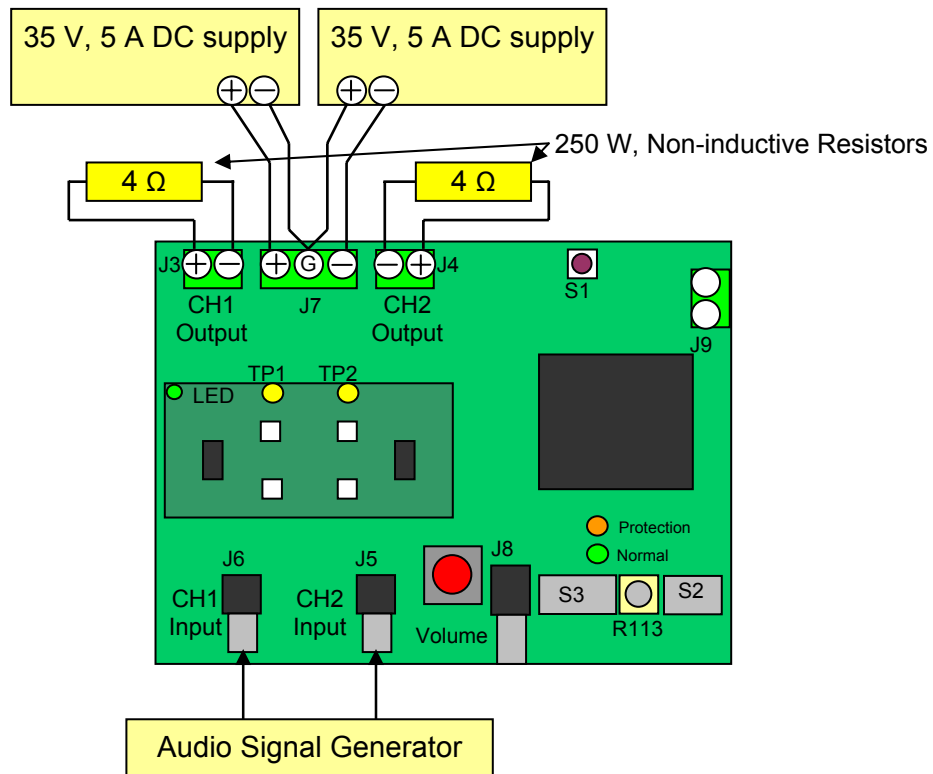 35 V, 5 A DC supply
35 V, 5 A DC supply
+ −
+ −
250 W, Non-inductive Resistors
4 Ω
4 Ω
J3
+ −
+ G −
− +
J4
CH1
Output
J7
CH2
Output
S1
J9
TP1
TP2
LED
Protection
Normal
J6
J5
J8
CH1
Input
CH2
Input
Volume
S3
S2
R113
Audio Signal Generator